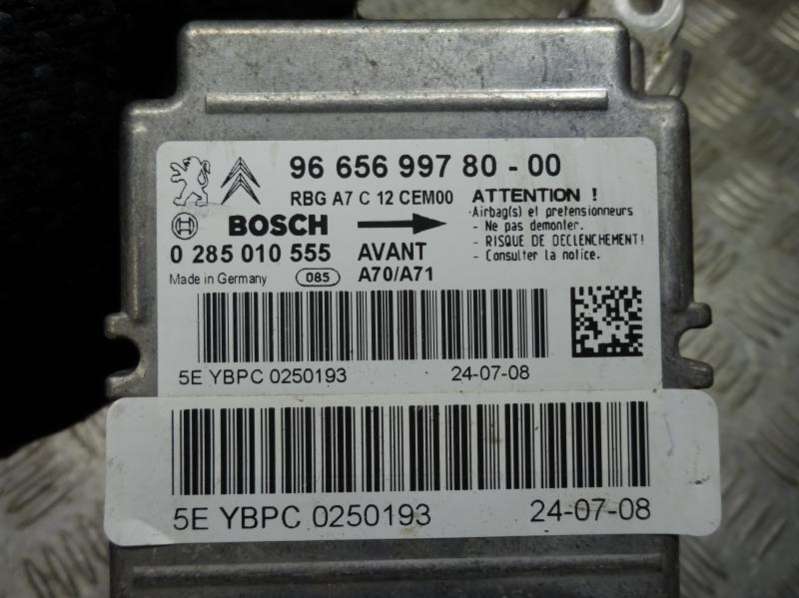 96 656 997 80 - 00
RBG A7 C 12 CEM00
ATTENTION !
Airbag(s) et pretensionneurs
- Ne pas demonter.
- RISQUE DE DECLENCHEMENT!
- Consulter la notice.
BOSCH
0 285 010 555
AVANT
A70/A71
Made in Germany
085
5E YBPC 0250193 24-07-08
5E YBPC 0250193 24-07-08